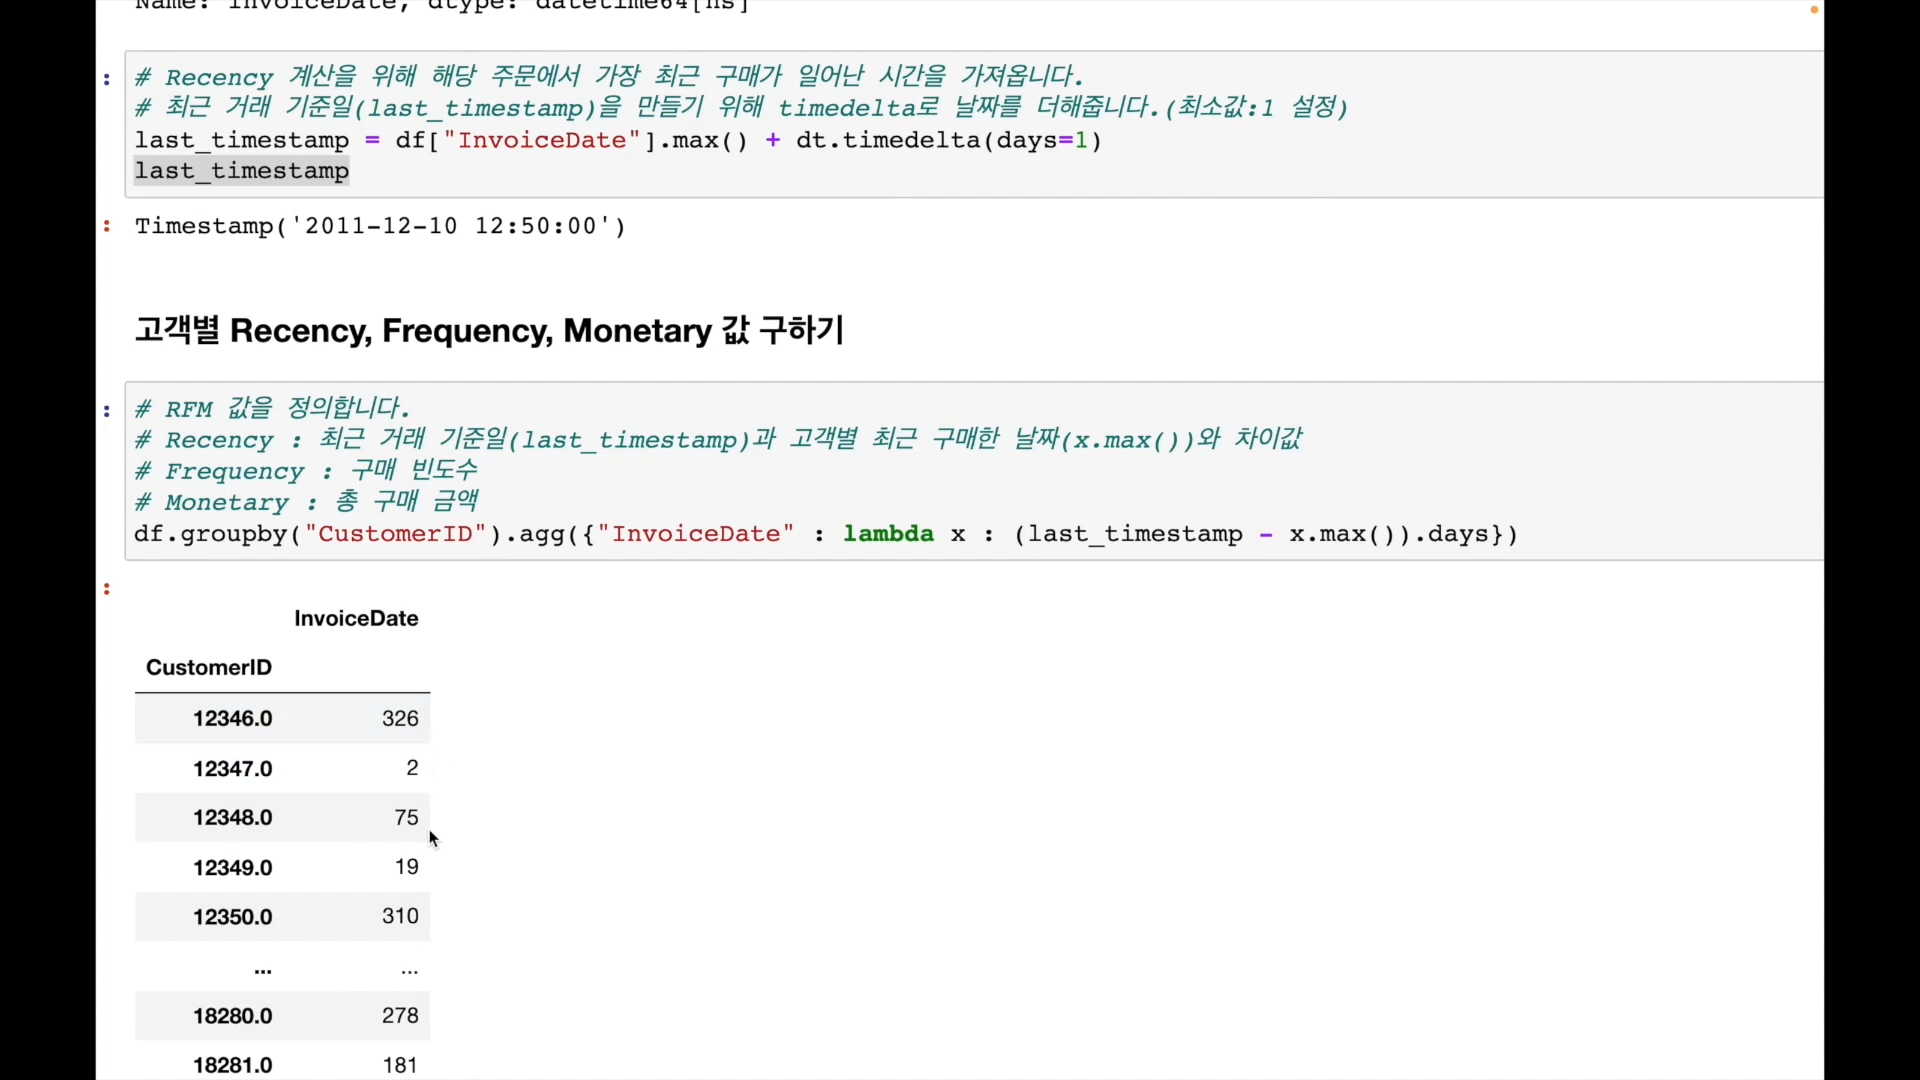 Name: InvoiceDate, dtype: datetime64[ns]
# Recency 계산을 위해 해당 주문에서 가장 최근 구매가 일어난 시간을 가져옵니다.
# 최근 거래 기준일(last_timestamp)을 만들기 위해 timedelta로 날짜를 더해줍니다.(최소값:1 설정)
last_timestamp = df["InvoiceDate"].max() + dt.timedelta(days=1)
last_timestamp
Timestamp('2011-12-10 12:50:00')
고객별 Recency, Frequency, Monetary 값 구하기
# RFM 값을 정의합니다.
# Recency : 최근 거래 기준일(last_timestamp)과 고객별 최근 구매한 날짜(x.max())와 차이값
# Frequency : 구매 빈도수
# Monetary : 총 구매 금액
df.groupby("CustomerID").agg({"InvoiceDate" : lambda x : (last_timestamp - x.max()).days})
InvoiceDate
CustomerID
12346.0 326
12347.0 2
12348.0 75
12349.0 19
12350.0 310
... ...
18280.0 278
18281.0 181